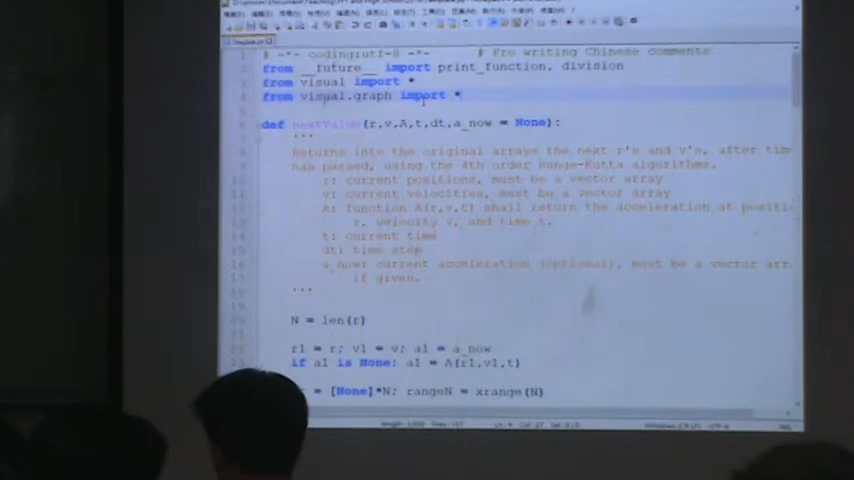 # -*- coding:utf-8 -*-     # Fro writing Chinese comments
from __future__ import print_function, division
from visual import *
from visual.graph import *
def nextValue(r,v,A,t,dt,a_now = None):
'''
Returns into the original arrays the next r's and v's, after tim
has passed, using the 4th order Runge-Kutta algorithms.
r: current positions, must be a vector array
v: current velocities, must be a vector array
A: function A(r,v,t) shall return the acceleration at positi
r, velocity v, and time t.
t: current time
dt: time step
a_now: current acceleration (optional), must be a vector arr
if given.
'''
N = len(r)
r1 = r; v1 = v; a1 = a_now
if a1 is None: a1 = A(r1,v1,t)
= [None]*N; rangeN = xrange(N)